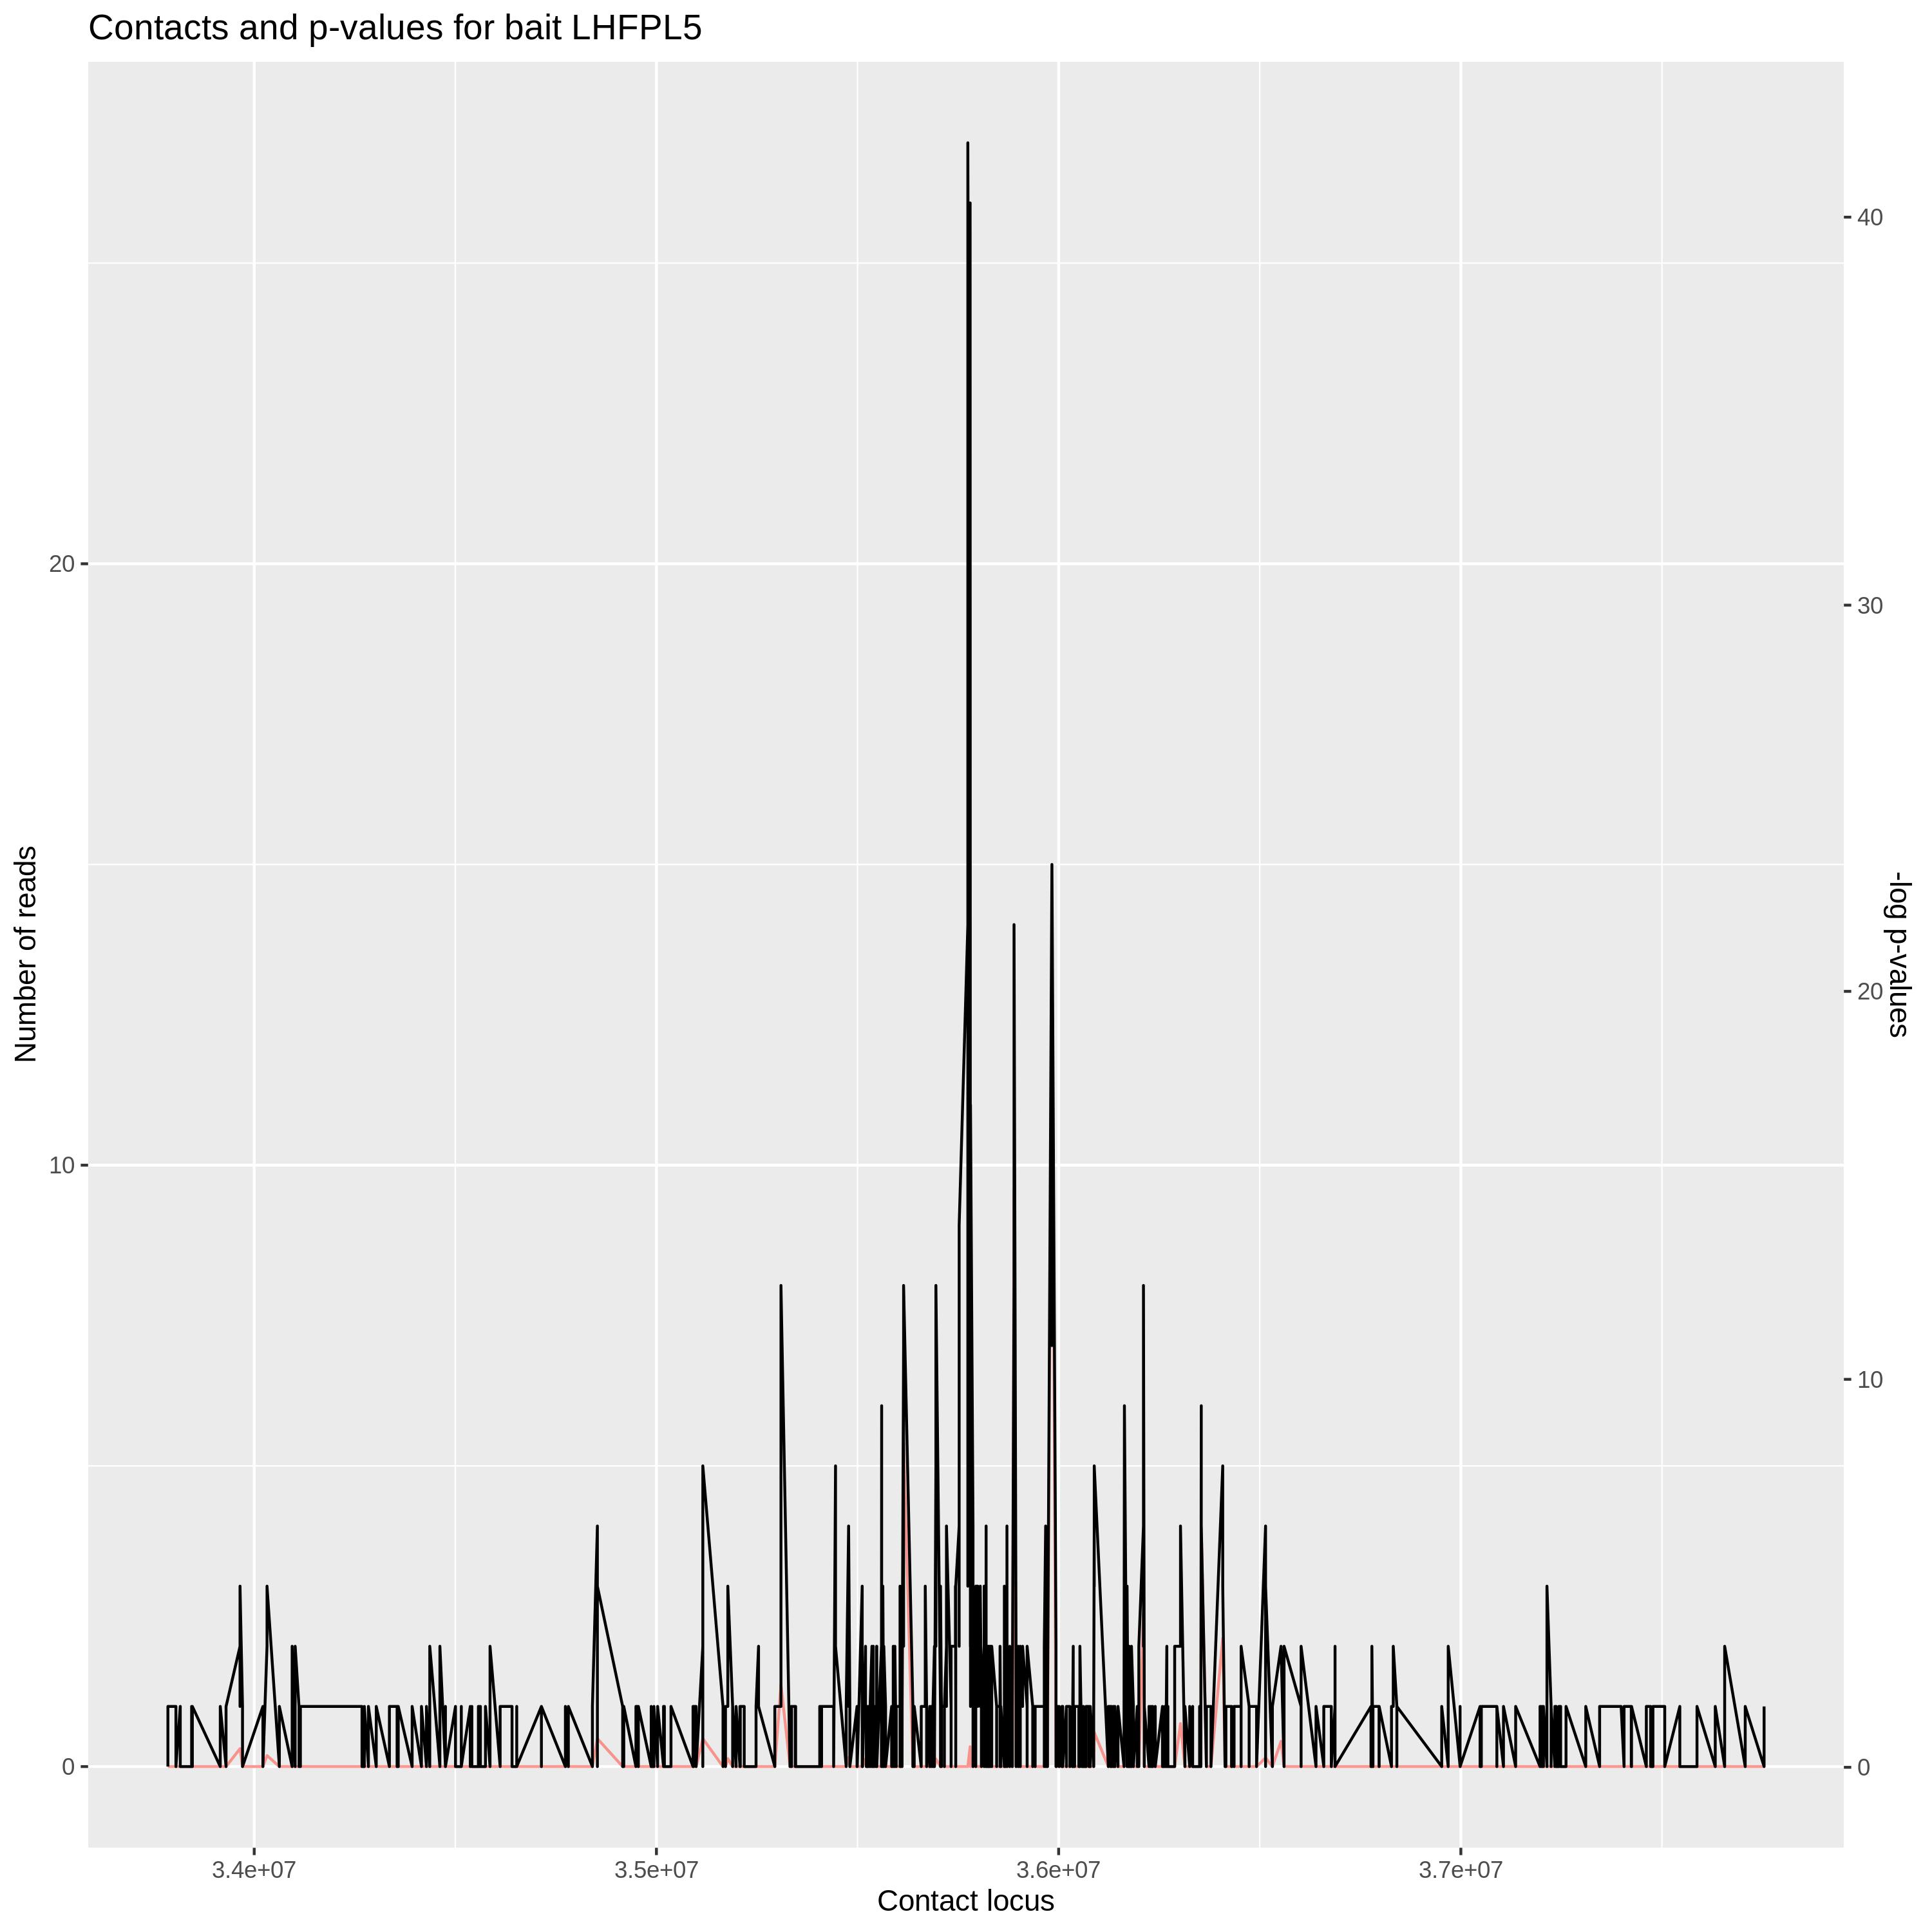 Contacts and p-values for bait LHFPL5
40
20
30
Number of reads
-log p-values
20
10
10
0
0
3.4e+07
3.5e+07
3.6e+07
3.7e+07
Contact locus